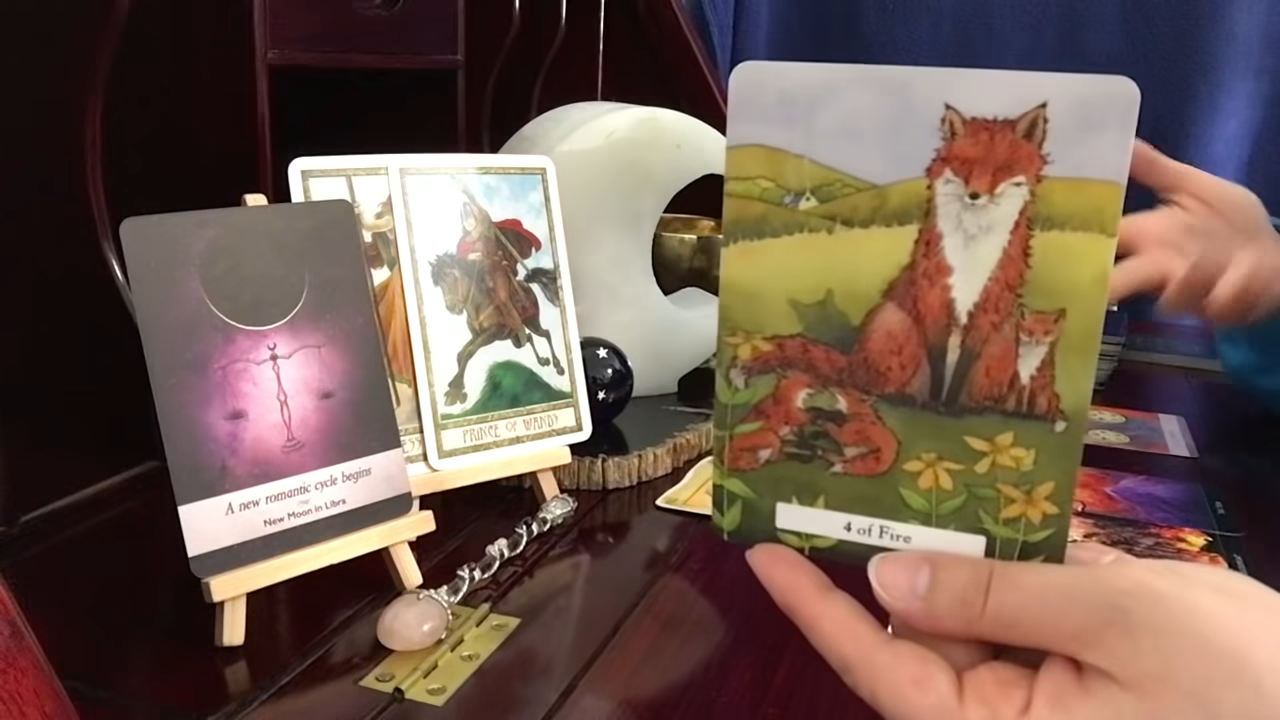 A new romantic cycle begins
New Moon in Libra
PRINCE OF WANDS
4 of Fire